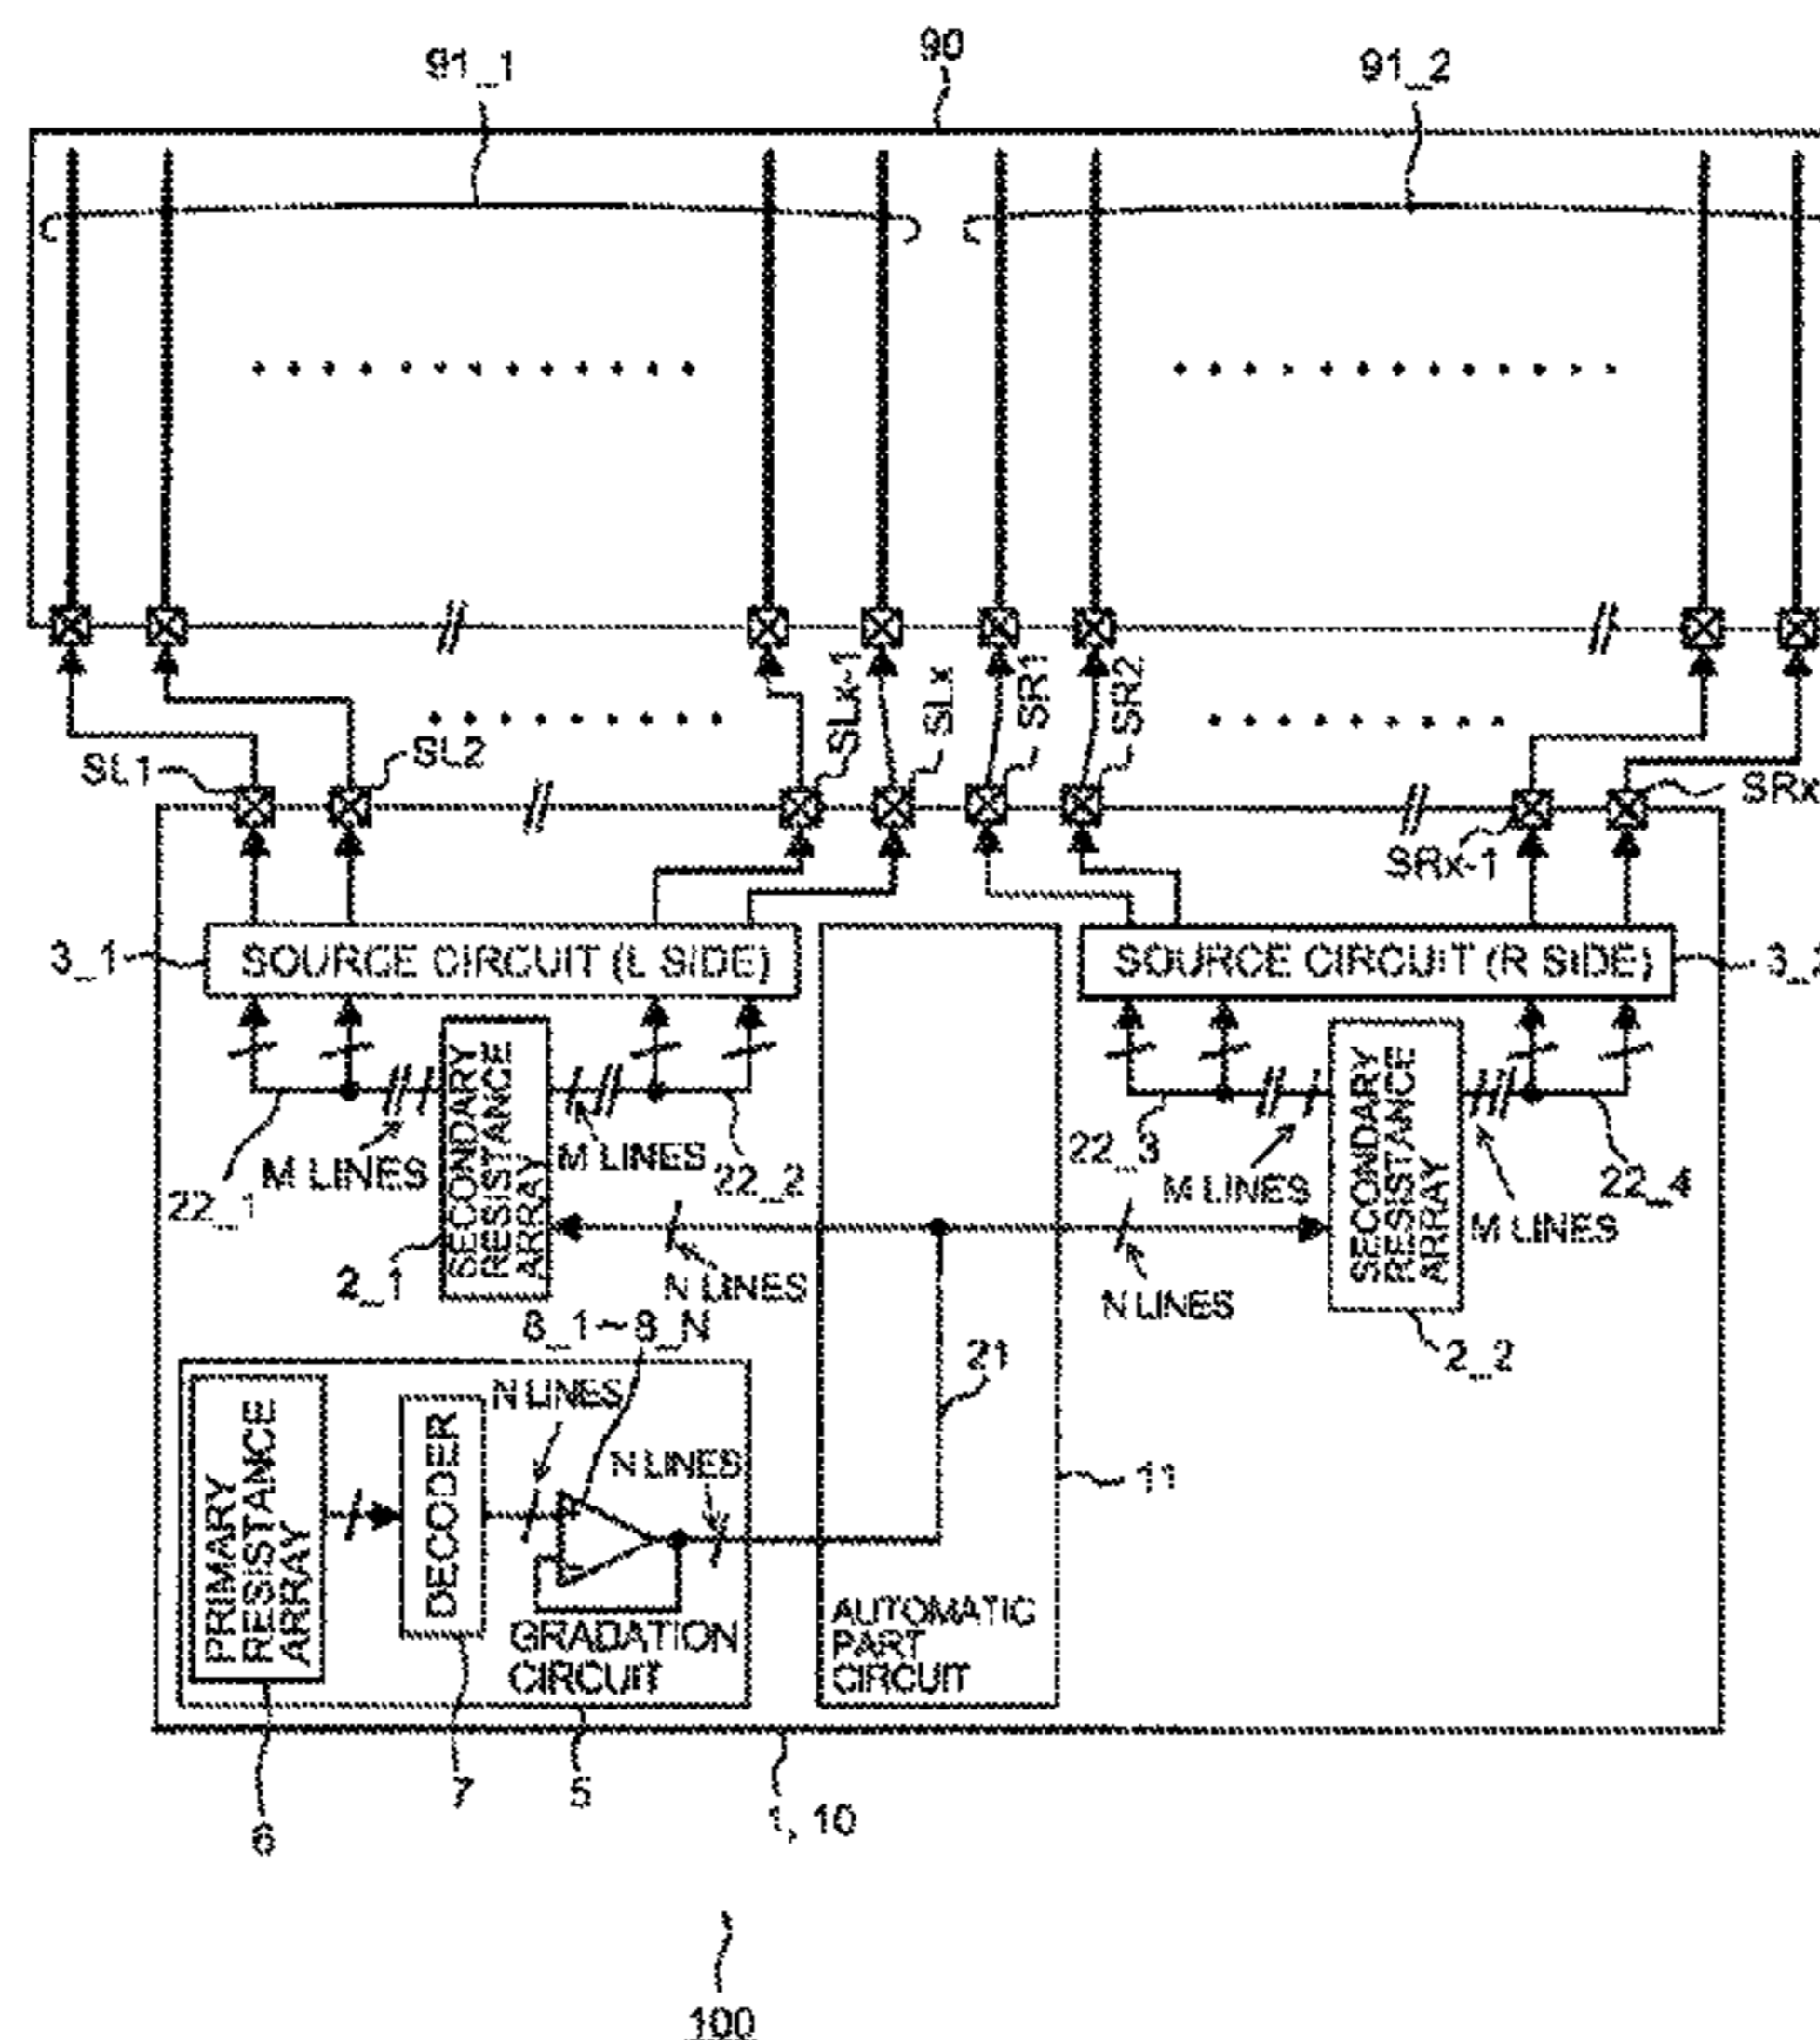 90
91_1
91_2
SL1
SL2
SLx-1
SLx
SR1
SR2
SRx-1
SRx
3_1
SOURCE CIRCUIT (L SIDE)
SOURCE CIRCUIT (R SIDE)
SECONDARY
RESISTANCE
ARRAY
SECONDARY
RESISTANCE
ARRAY
22_1
M LINES
M LINES
22_2
22_3
M LINES
M LINES
22_4
2_1
N LINES
N LINES
2_2
8_1~8_N
21
N LINES
N LINES
11
PRIMARY
RESISTANCE
ARRAY
DECODER
GRADATION
CIRCUIT
AUTOMATIC
PART
CIRCUIT
6
7
5
1, 10
100